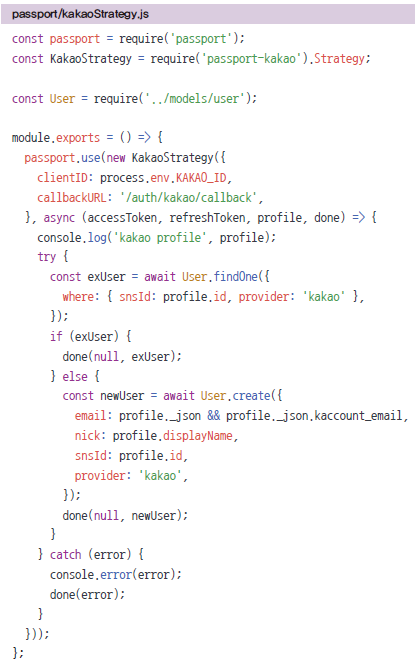 passport/kakaoStrategy.js
const passport = require('passport');
const KakaoStrategy = require('passport-kakao').Strategy;

const User = require('../models/user');

module.exports = () => {
  passport.use(new KakaoStrategy({
    clientID: process.env.KAKAO_ID,
    callbackURL: '/auth/kakao/callback',
  }, async (accessToken, refreshToken, profile, done) => {
    console.log('kakao profile', profile);
    try {
      const exUser = await User.findOne({
        where: { snsId: profile.id, provider: 'kakao' },
      });
      if (exUser) {
        done(null, exUser);
      } else {
        const newUser = await User.create({
          email: profile._json && profile._json.kaccount_email,
          nick: profile.displayName,
          snsId: profile.id,
          provider: 'kakao',
        });
        done(null, newUser);
      }
    } catch (error) {
      console.error(error);
      done(error);
    }
  }));
};